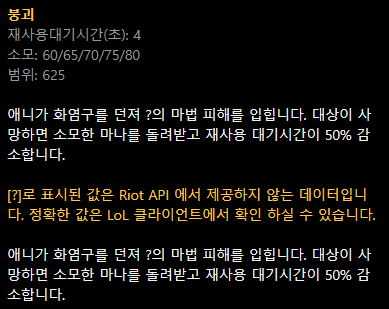 붕괴
재사용대기시간(초): 4
소모: 60/65/70/75/80
범위: 625
애니가 화염구를 던져 ?의 마법 피해를 입힙니다. 대상이 사
망하면 소모한 마나를 돌려받고 재사용 대기시간이 50% 감
소합니다.
[?]로 표시된 값은 Riot API 에서 제공하지 않는 데이터입니
다. 정확한 값은 LoL 클라이언트에서 확인 하실 수 있습니다.
애니가 화염구를 던져 ?의 마법 피해를 입힙니다. 대상이 사
망하면 소모한 마나를 돌려받고 재사용 대기시간이 50% 감
소합니다.